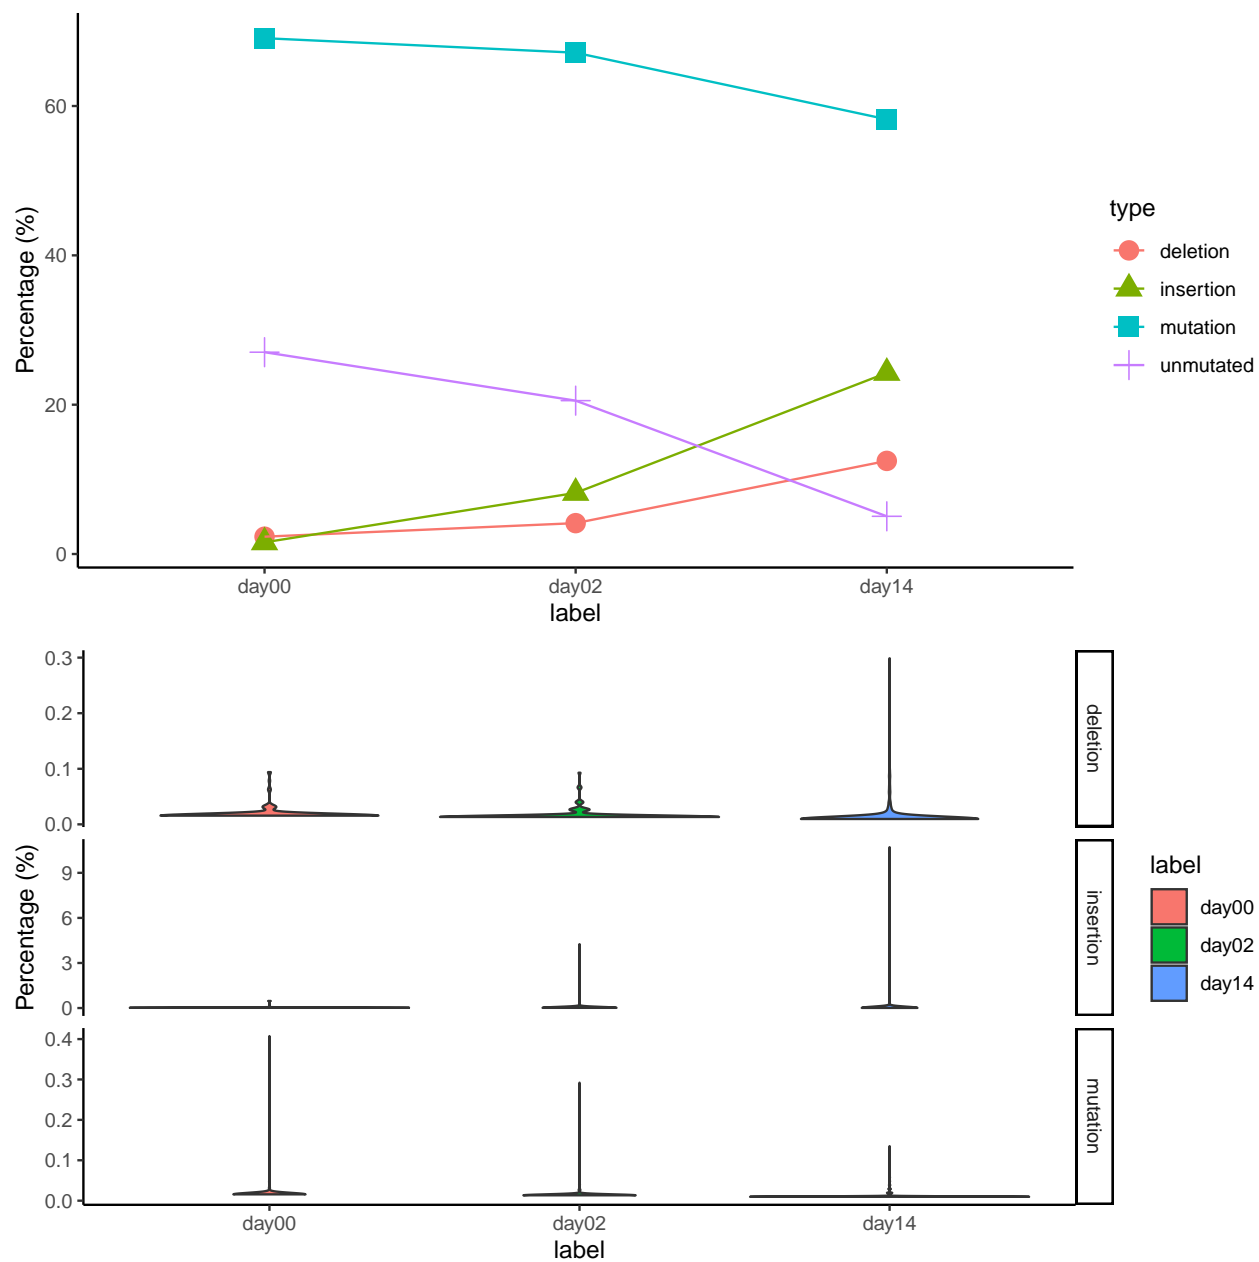 60
40
20
0
Percentage (%)
day00 day02 day14
label
type
deletion
insertion
mutation
unmutated
0.3
0.2
0.1
0.0
deletion
9
6
3
0
insertion
0.4
0.3
0.2
0.1
0.0
mutation
Percentage (%)
day00 day02 day14
label
label
day00
day02
day14